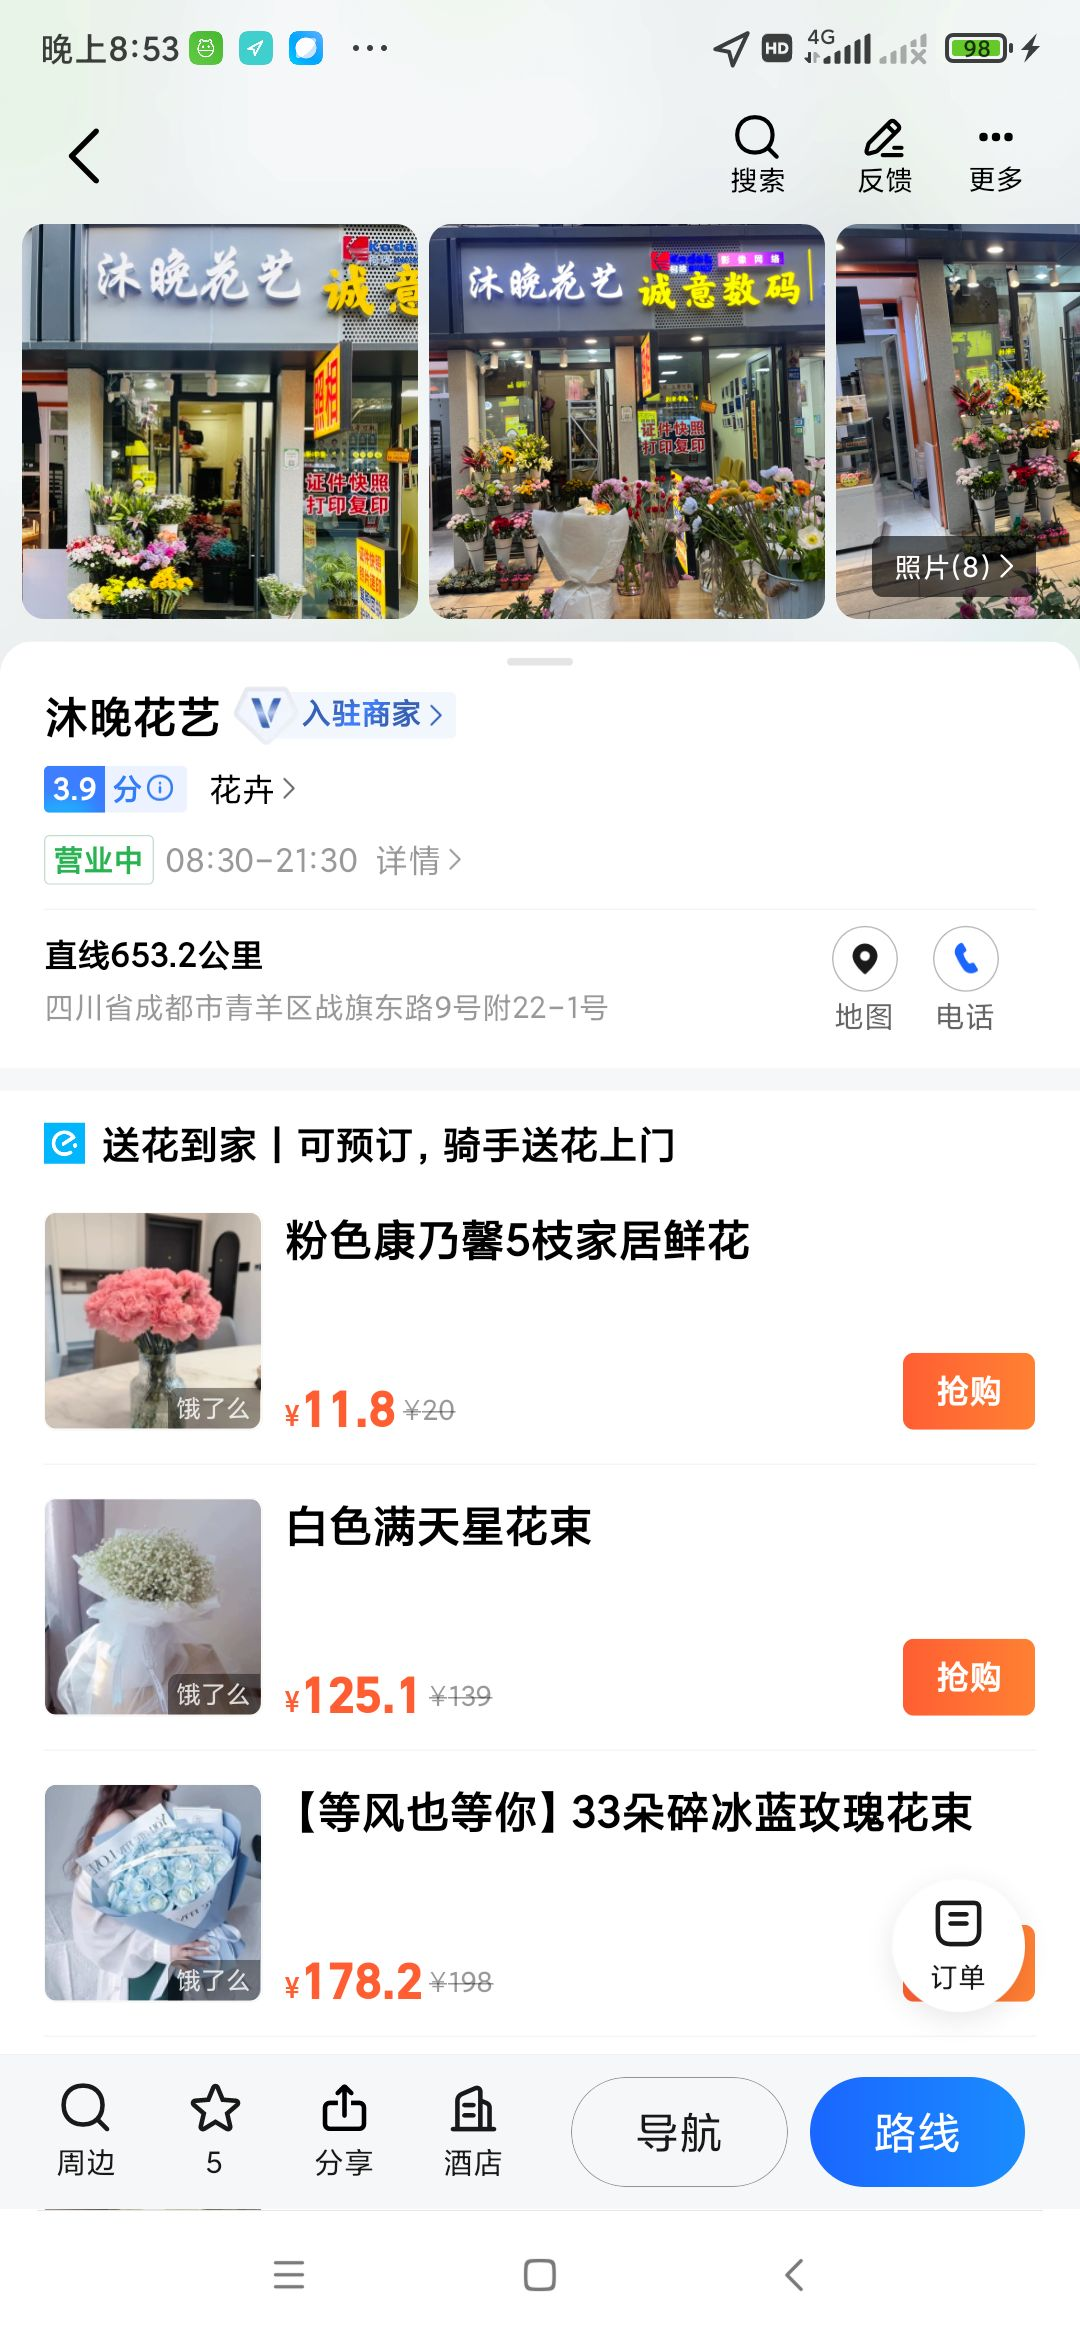 晚上8:53
HD 4G 98
搜索 反馈 更多
沐晚花艺 Kodak 诚意
照相
证件快照
打印复印
沐晚花艺 Kodak 影像网络
诚意数码
证件快照
打印复印
照片(8)
沐晚花艺 V 入驻商家
3.9 分 花卉
营业中 08:30-21:30 详情
直线653.2公里
四川省成都市青羊区战旗东路9号附22-1号
地图 电话
送花到家 | 可预订，骑手送花上门
粉色康乃馨5枝家居鲜花
饿了么
¥11.8 ¥20
抢购
白色满天星花束
饿了么
¥125.1 ¥139
抢购
【等风也等你】33朵碎冰蓝玫瑰花束
饿了么
¥178.2 ¥198
订单
周边 5 分享 酒店 导航 路线